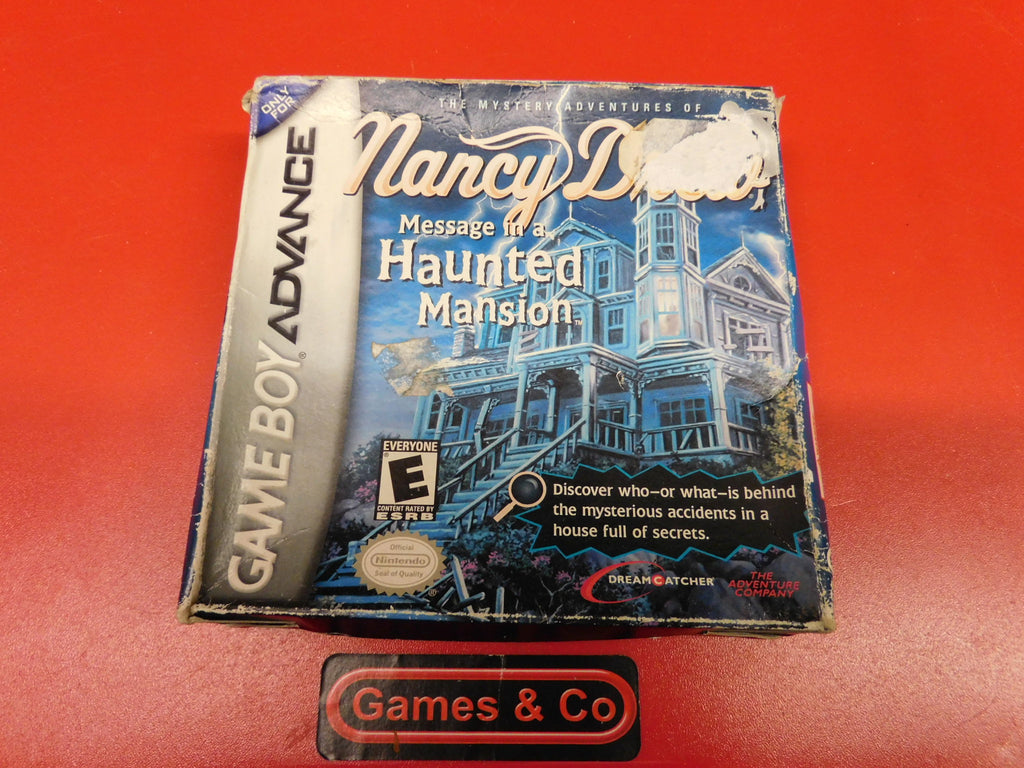 ONLY
FOR
GAME BOY ADVANCE
THE MYSTERY ADVENTURES OF
Nancy Drew
Message in a
Haunted
Mansion™
EVERYONE
E
CONTENT RATED BY
ESRB
Official
Nintendo
Seal of Quality
Discover who–or what–is behind
the mysterious accidents in a
house full of secrets.
DREAMCATCHER
THE
ADVENTURE
COMPANY
Games & Co